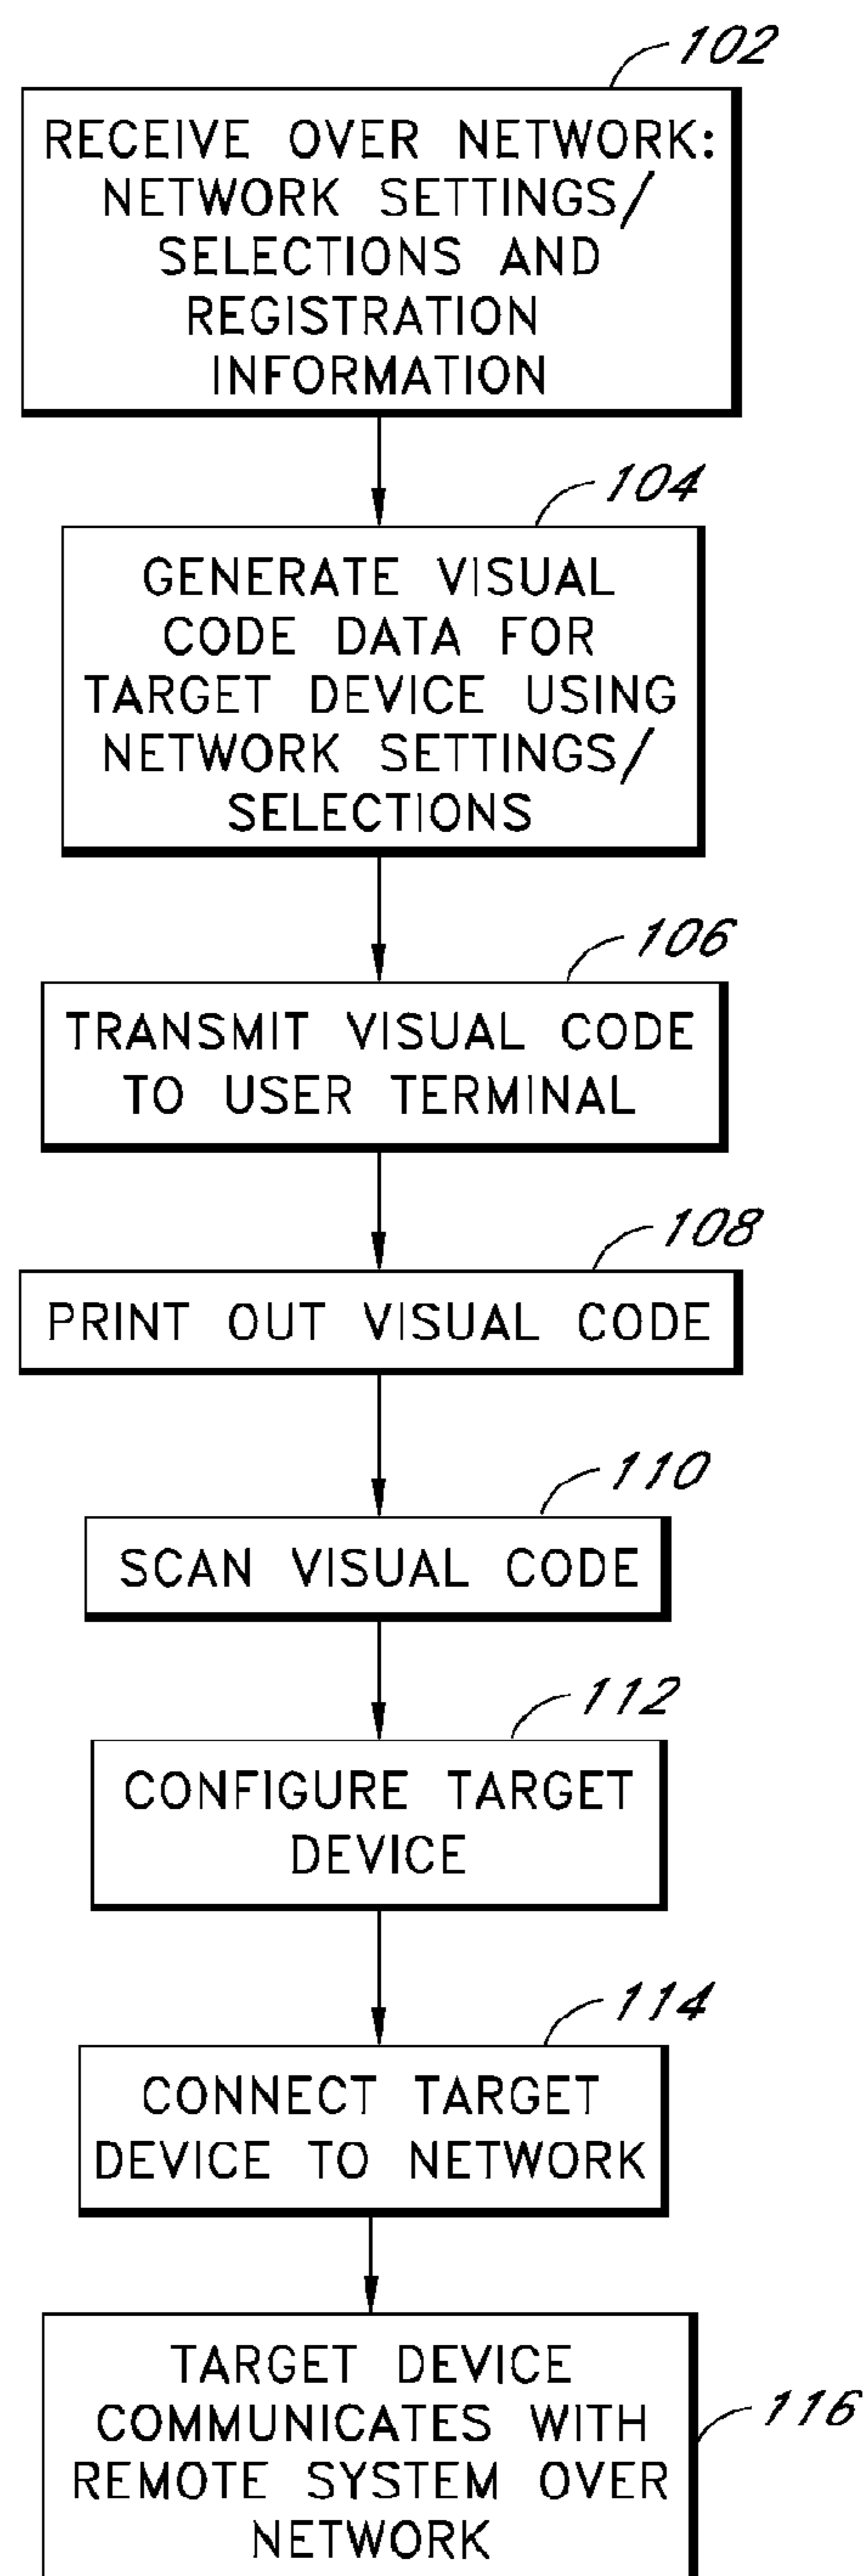 102
RECEIVE OVER NETWORK:
NETWORK SETTINGS/
SELECTIONS AND
REGISTRATION
INFORMATION
104
GENERATE VISUAL
CODE DATA FOR
TARGET DEVICE USING
NETWORK SETTINGS/
SELECTIONS
106
TRANSMIT VISUAL CODE
TO USER TERMINAL
108
PRINT OUT VISUAL CODE
110
SCAN VISUAL CODE
112
CONFIGURE TARGET
DEVICE
114
CONNECT TARGET
DEVICE TO NETWORK
TARGET DEVICE
COMMUNICATES WITH
116
REMOTE SYSTEM OVER
NETWORK